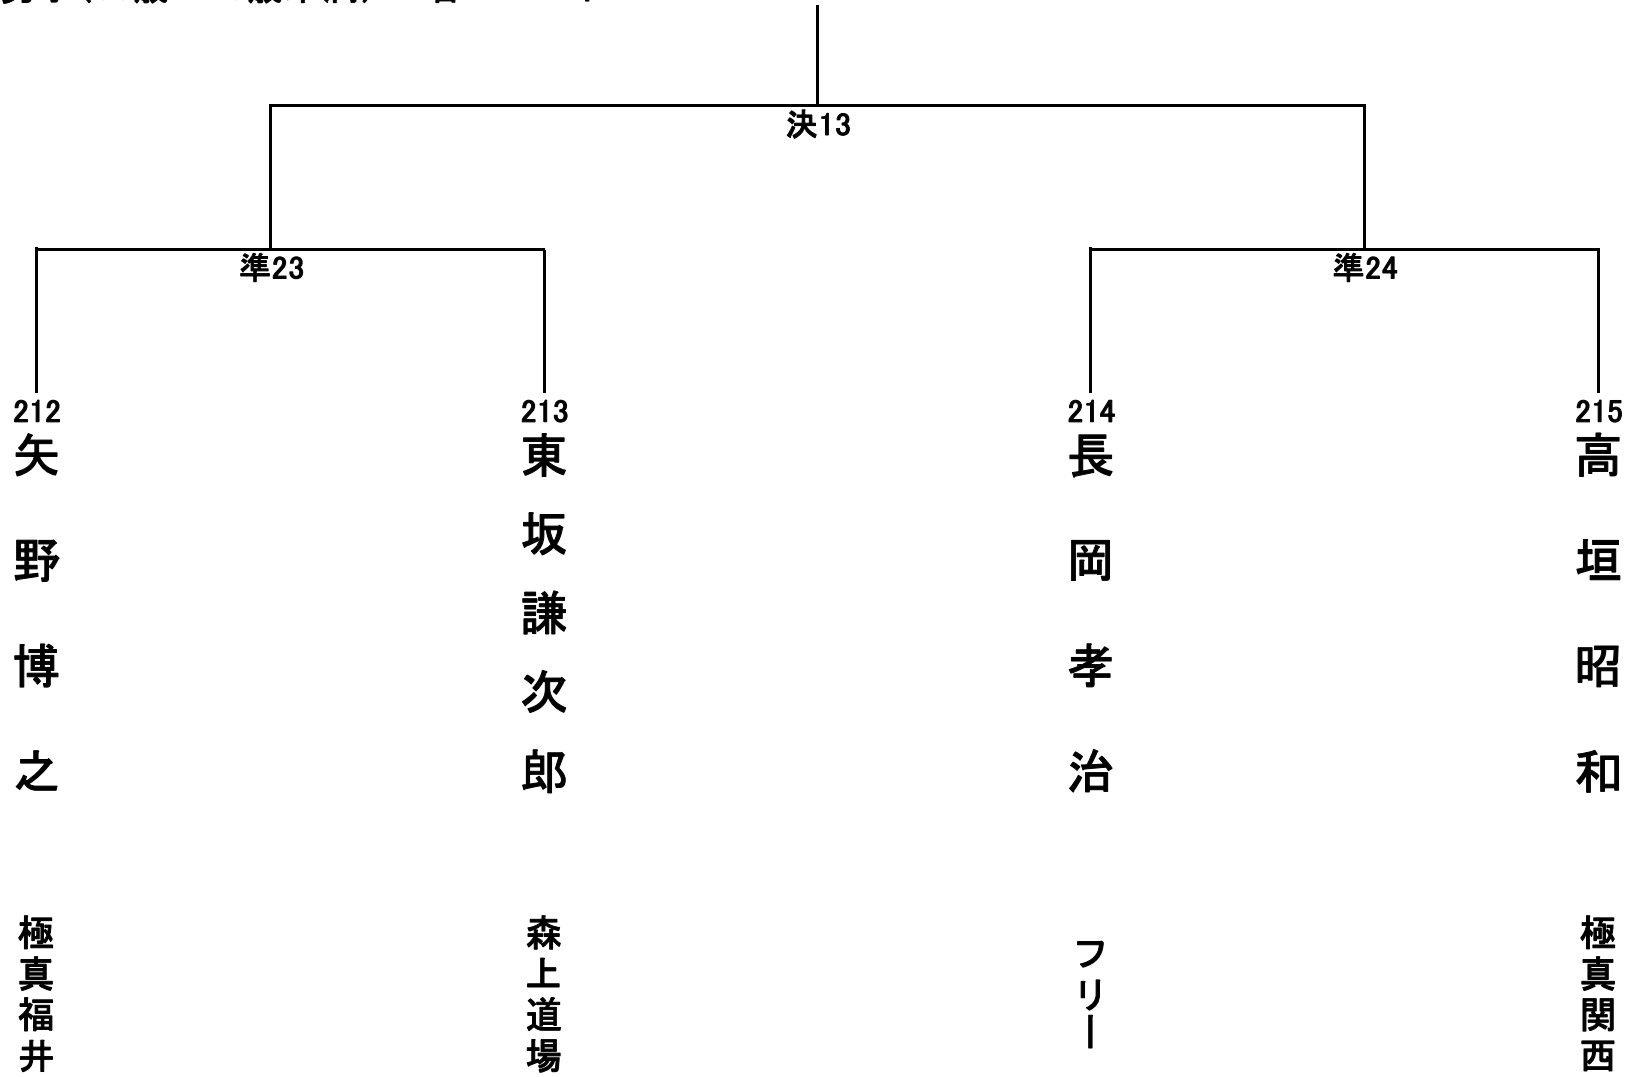 決13
準23
準24
212
矢野博之
極真福井
213
東坂謙次郎
森上道場
214
長岡孝治
フリー
215
高垣昭和
極真関西